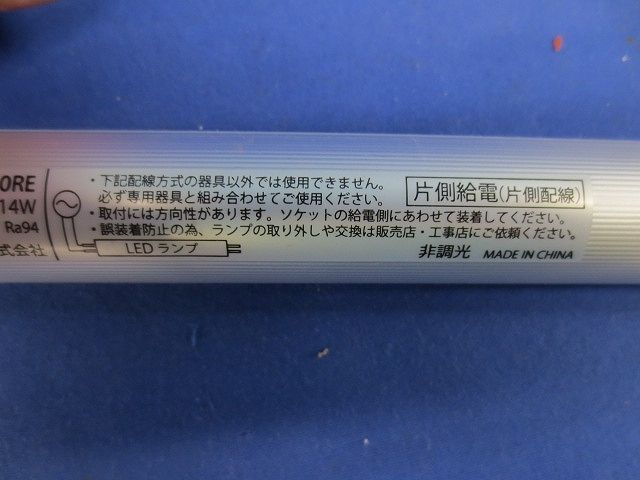 ORE
14W
Ra94
式会社
・下記配線方式の器具以外では使用できません。
必ず専用器具と組み合わせてご使用ください。
・取付には方向性があります。ソケットの給電側にあわせて装着してください。
・誤装着防止の為、ランプの取り外しや交換は販売店・工事店にご依頼ください。
LED ランプ
片側給電(片側配線)
非調光 MADE IN CHINA